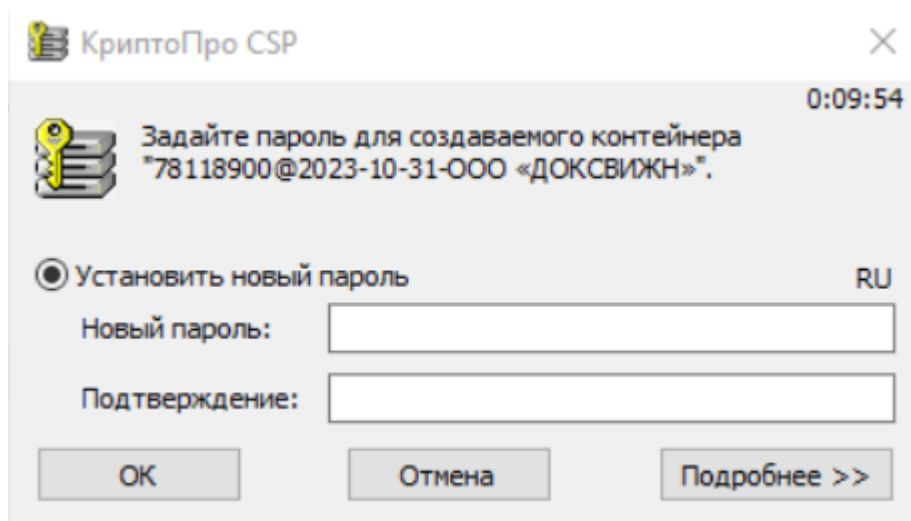 КриптоПро CSP
0:09:54
Задайте пароль для создаваемого контейнера
"78118900@2023-10-31-ООО «ДОКСВИЖН»".
Установить новый пароль
RU
Новый пароль:
Подтверждение:
ОК
Отмена
Подробнее >>